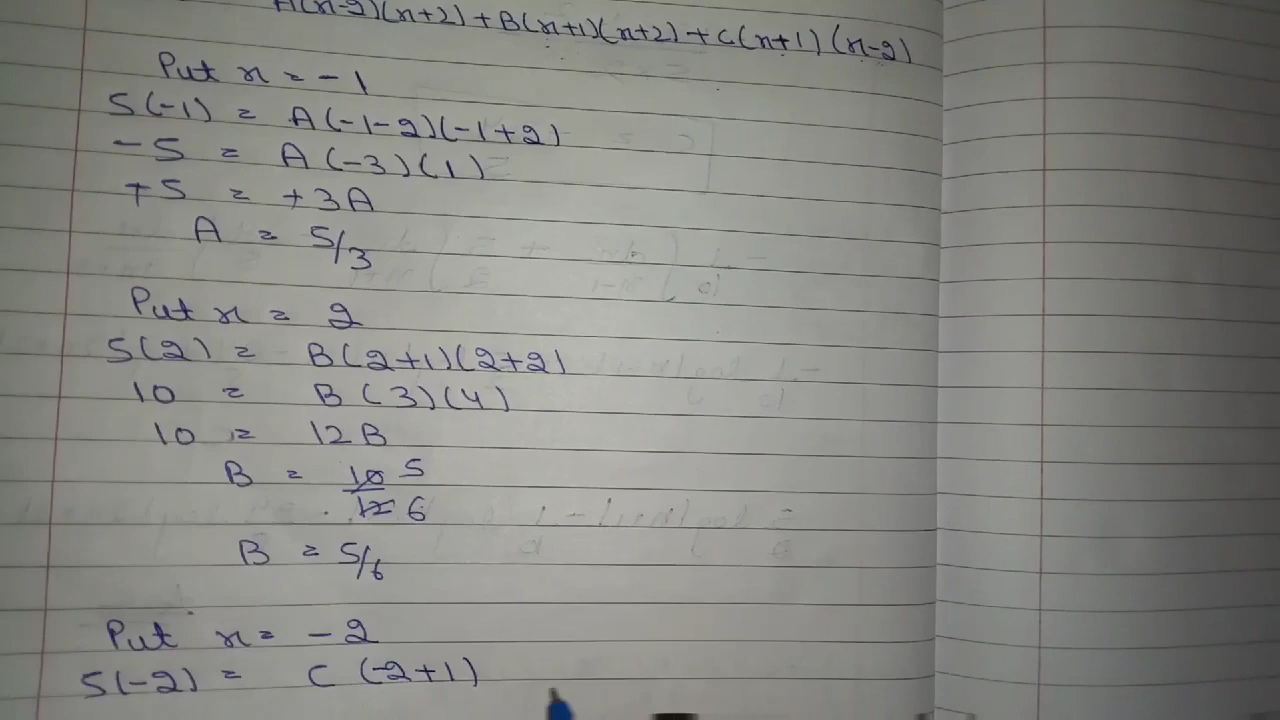 A(x-2)(x+2)+B(x+1)(x+2)+C(x+1)(x-2)
Put x = -1
5(-1) = A(-1-2)(-1+2)
-5 = A(-3)(1)
+5 = +3A
A = 5/3
Put x = 2
5(2) = B(2+1)(2+2)
10 = B(3)(4)
10 = 12B
B = 10 5
12 6
B = 5/6
Put x = -2
5(-2) = C(-2+1)